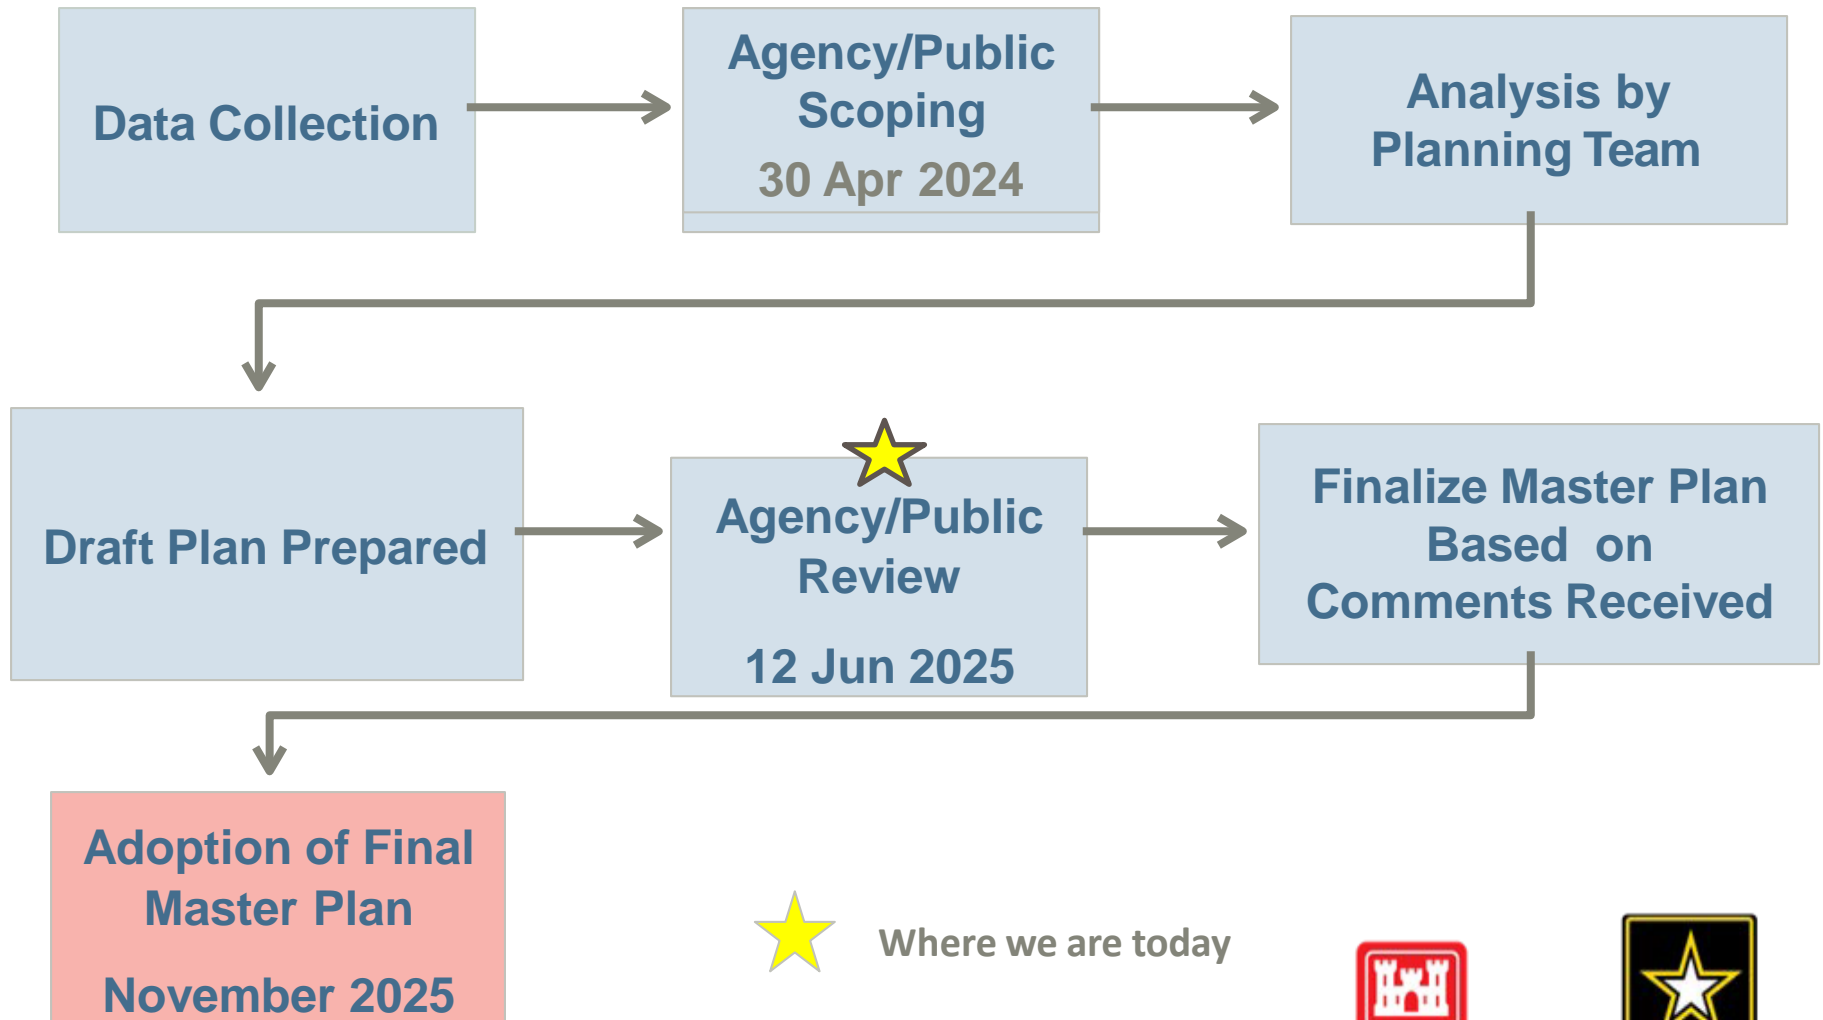 Data Collection
Agency/Public
Scoping
30 Apr 2024
Analysis by
Planning Team
Draft Plan Prepared
Agency/Public
Review
12 Jun 2025
Finalize Master Plan
Based on
Comments Received
Adoption of Final
Master Plan
November 2025
Where we are today